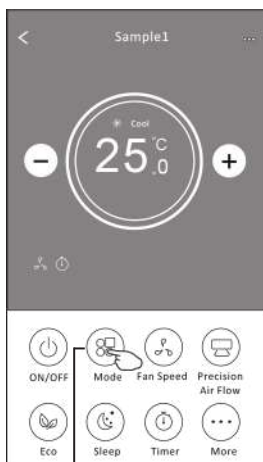 Sample1
Cool
25.0°C
ON/OFF Mode Fan Speed Precision Air Flow
Eco Sleep Timer More